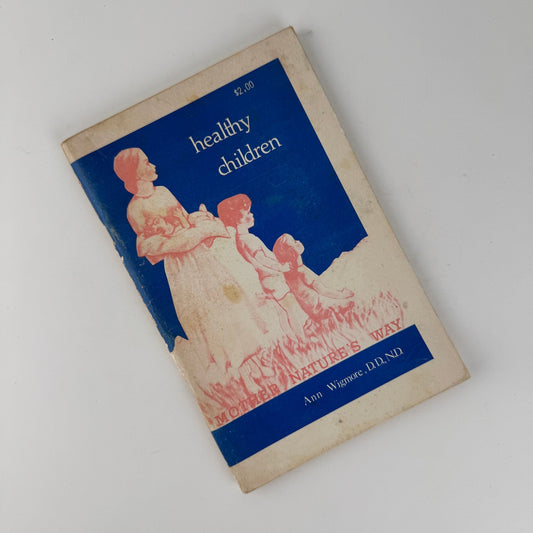 $2.00
healthy
children
MOTHER NATURE'S WAY
Ann Wigmore, D.D., N.D.